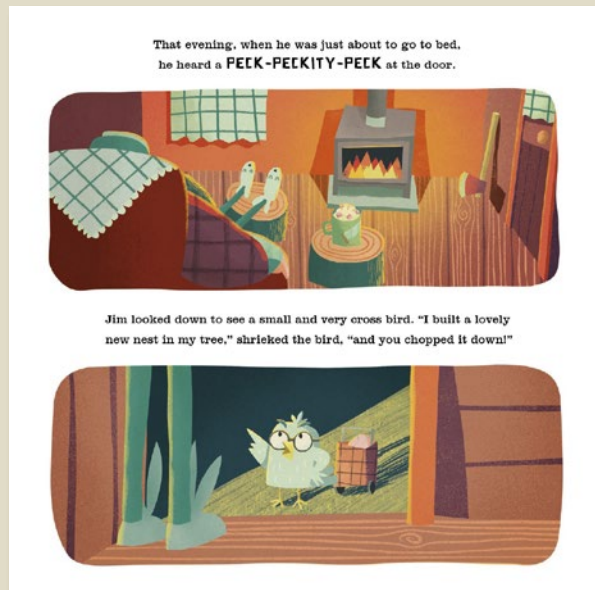 That evening, when he was just about to go to bed,
he heard a PECK-PECKITY-PECK at the door.
Jim looked down to see a small and very cross bird. “I built a lovely
new nest in my tree,” shrieked the bird, “and you chopped it down!”